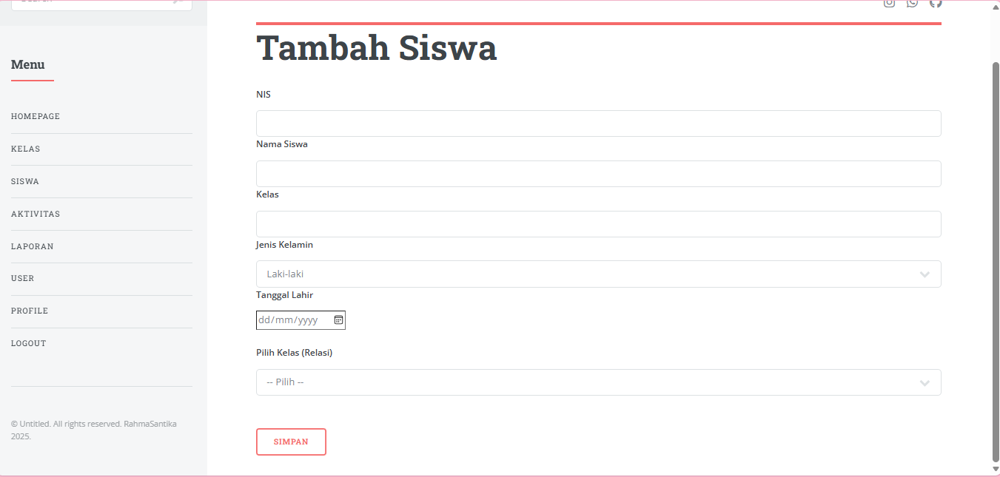 Menu
HOMEPAGE
KELAS
SISWA
AKTIVITAS
LAPORAN
USER
PROFILE
LOGOUT
© Untitled. All rights reserved. RahmaSantika
2025.
Tambah Siswa
NIS
Nama Siswa
Kelas
Jenis Kelamin
Laki-laki
Tanggal Lahir
dd/mm/yyyy
Pilih Kelas (Relasi)
-- Pilih --
SIMPAN